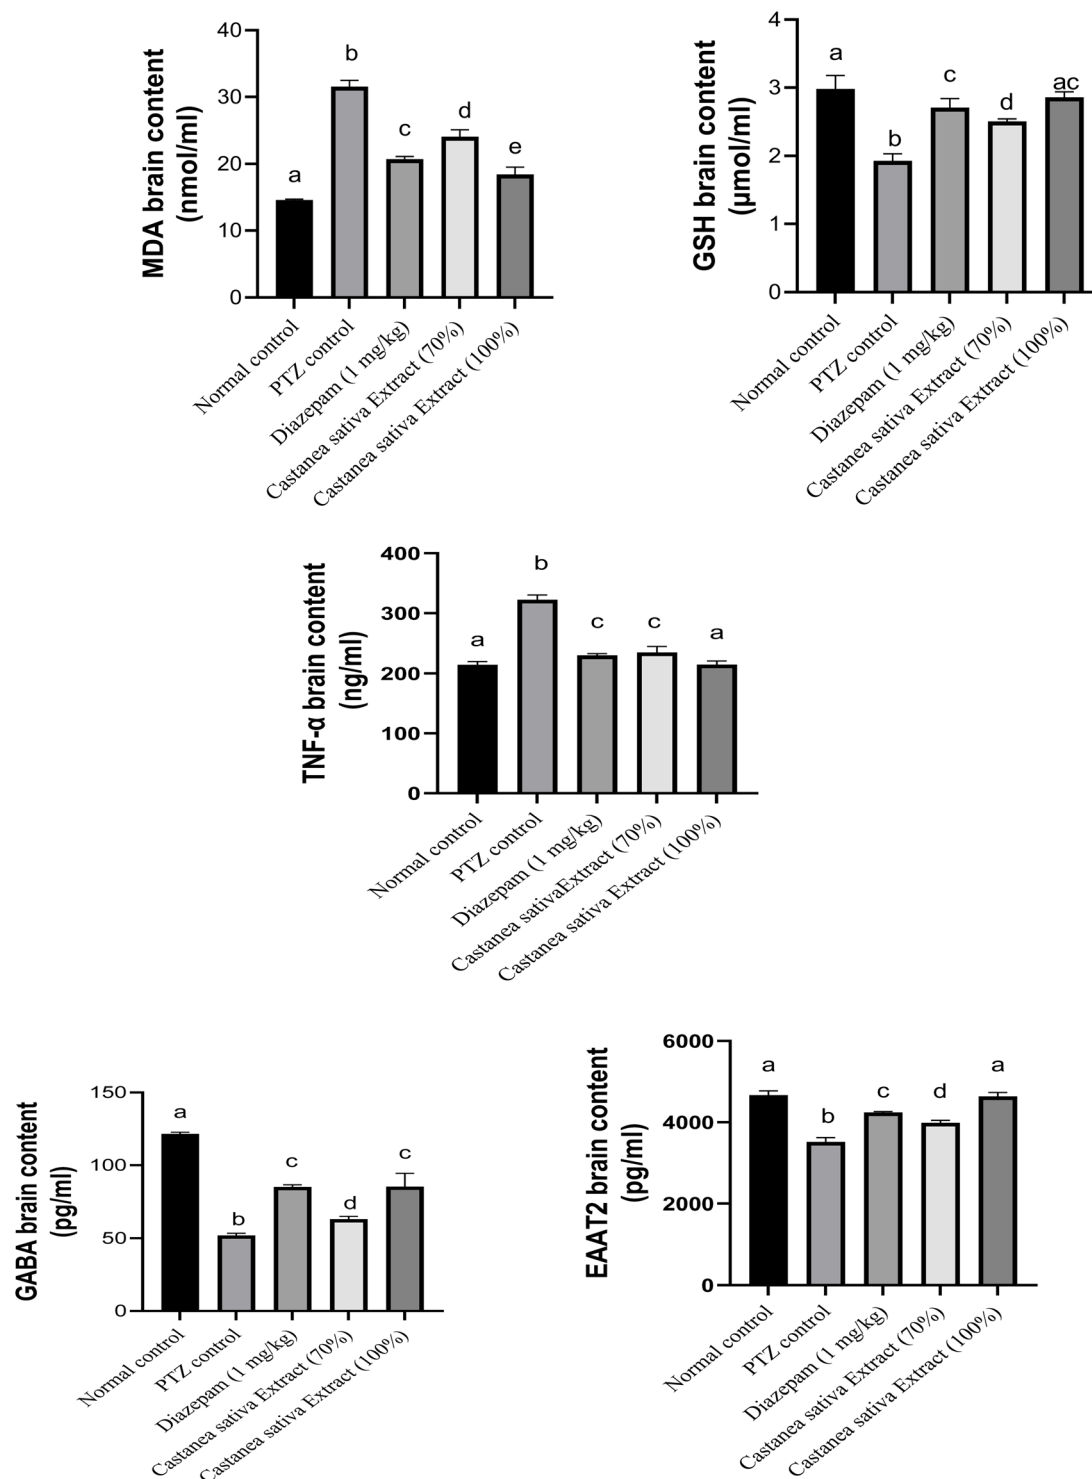 MDA brain content
(nmol/ml)
40
30
20
10
0
a
b
c
d
e
Normal control
PTZ control
Diazepam (1 mg/kg)
Castanea sativa Extract (70%)
Castanea sativa Extract (100%)
GSH brain content
(µmol/ml)
4
3
2
1
0
a
b
c
d
ac
Normal control
PTZ control
Diazepam (1 mg/kg)
Castanea sativa Extract (70%)
Castanea sativa Extract (100%)
TNF-α brain content
(ng/ml)
400
300
200
100
0
a
b
c
c
a
Normal control
PTZ control
Diazepam (1 mg/kg)
Castanea sativaExtract (70%)
Castanea sativa Extract (100%)
GABA brain content
(pg/ml)
150
100
50
0
a
b
c
d
c
Normal control
PTZ control
Diazepam (1 mg/kg)
Castanea sativa Extract (70%)
Castanea sativa Extract (100%)
EAAT2 brain content
(pg/ml)
6000
4000
2000
0
a
b
c
d
a
Normal control
PTZ control
Diazepam (1 mg/kg)
Castanea sativa Extract (70%)
Castanea sativa Extract (100%)